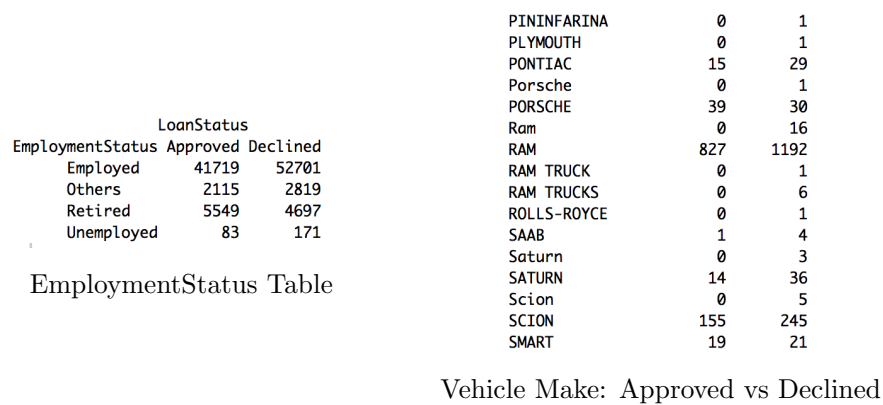 LoanStatus
EmploymentStatus Approved Declined
Employed 41719 52701
Others 2115 2819
Retired 5549 4697
Unemployed 83 171
EmploymentStatus Table
PININFARINA 0 1
PLYMOUTH 0 1
PONTIAC 15 29
Porsche 0 1
PORSCHE 39 30
Ram 0 16
RAM 827 1192
RAM TRUCK 0 1
RAM TRUCKS 0 6
ROLLS-ROYCE 0 1
SAAB 1 4
Saturn 0 3
SATURN 14 36
Scion 0 5
SCION 155 245
SMART 19 21
Vehicle Make: Approved vs Declined